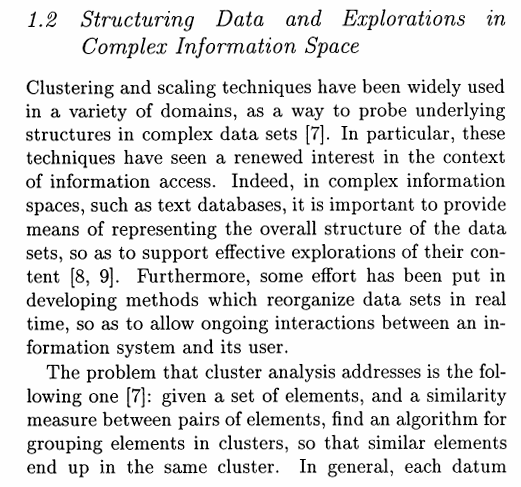 1.2 Structuring Data and Explorations in
Complex Information Space
Clustering and scaling techniques have been widely used
in a variety of domains, as a way to probe underlying
structures in complex data sets [7]. In particular, these
techniques have seen a renewed interest in the context
of information access. Indeed, in complex information
spaces, such as text databases, it is important to provide
means of representing the overall structure of the data
sets, so as to support effective explorations of their con-
tent [8, 9]. Furthermore, some effort has been put in
developing methods which reorganize data sets in real
time, so as to allow ongoing interactions between an in-
formation system and its user.
The problem that cluster analysis addresses is the fol-
lowing one [7]: given a set of elements, and a similarity
measure between pairs of elements, find an algorithm for
grouping elements in clusters, so that similar elements
end up in the same cluster. In general, each datum